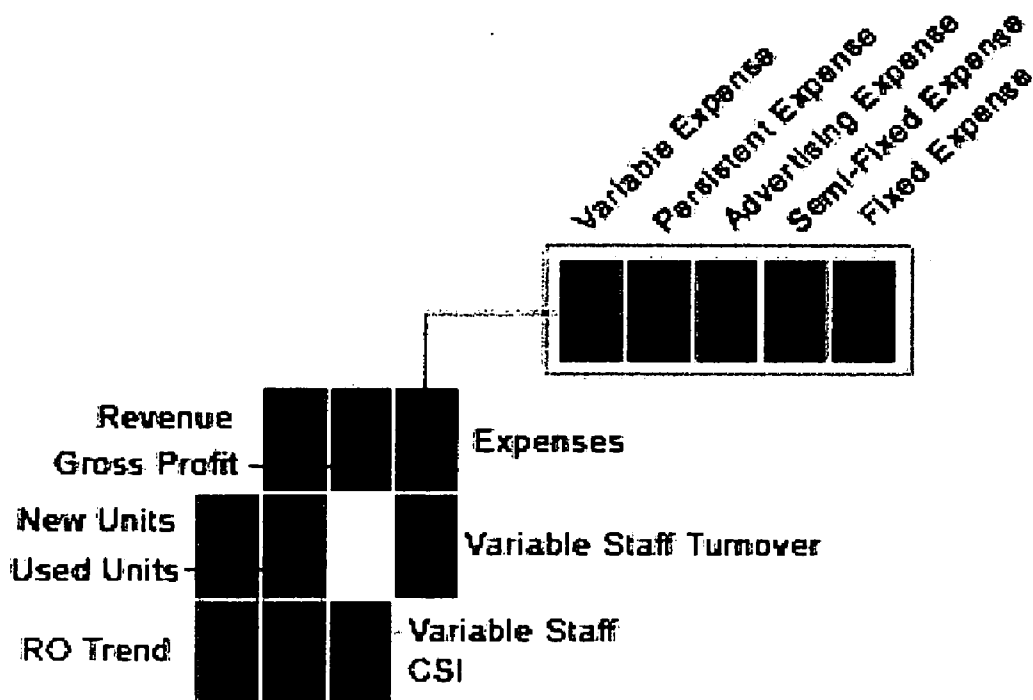 Variable Expense
Persistent Expense
Advertising Expense
Semi-Fixed Expense
Fixed Expense
Revenue
Gross Profit
Expenses
New Units
Used Units
Variable Staff Turnover
RO Trend
Variable Staff
CSI